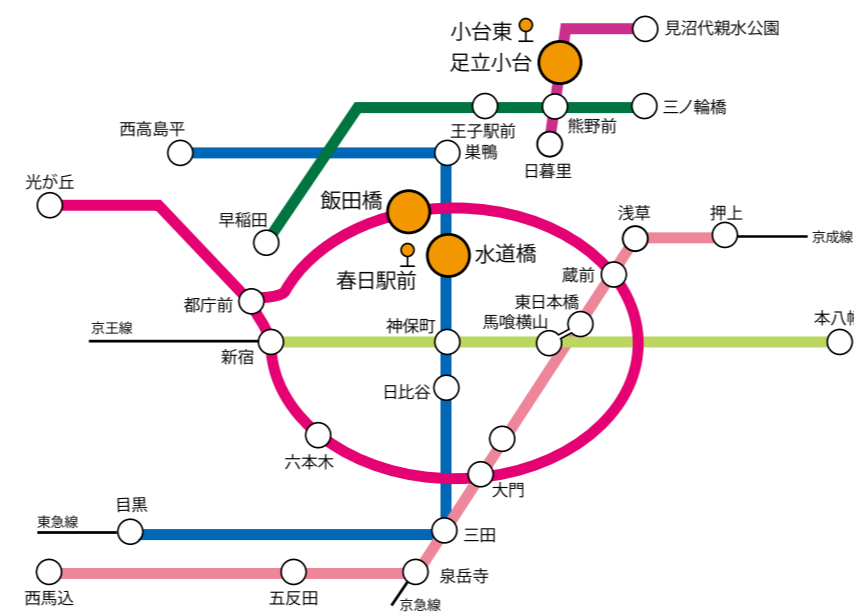 小台東
見沼代親水公園
足立小台
三ノ輪橋
王子駅前
熊野前
西高島平
巣鴨
日暮里
光が丘
飯田橋
早稲田
浅草
押上
京成線
水道橋
春日駅前
蔵前
都庁前
東日本橋
神保町
馬喰横山
本八幡
京王線
新宿
日比谷
六本木
大門
目黒
東急線
三田
泉岳寺
西馬込
五反田
京急線